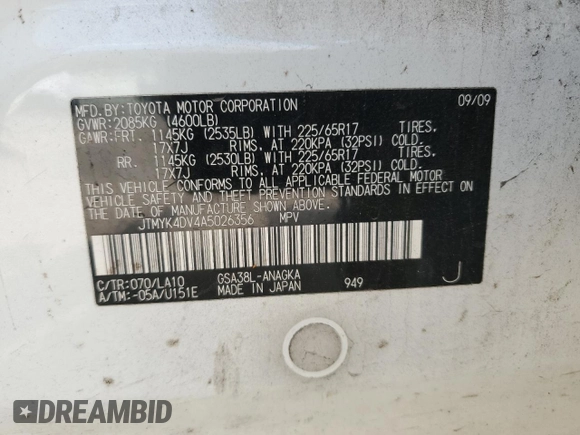 MFD.BY:TOYOTA MOTOR CORPORATION 09/09
GVWR:2085KG (4600LB)
GAWR:FRT. 1145KG (2535LB) WITH 225/65R17 TIRES,
17X7J RIMS, AT 220KPA (32PSI) COLD.
RR. 1145KG (2530LB) WITH 225/65R17 TIRES,
17X7J RIMS, AT 220KPA (32PSI) COLD.
THIS VEHICLE CONFORMS TO ALL APPLICABLE FEDERAL MOTOR
VEHICLE SAFETY AND THEFT PREVENTION STANDARDS IN EFFECT
ON THE DATE OF MANUFACTURE SHOWN ABOVE.
JTMYK4DV4A5026356 MPV
C/TR:070/LA10 GSA38L-ANAGKA 949 J
A/TM:-05A/U151E MADE IN JAPAN
DREAMBID